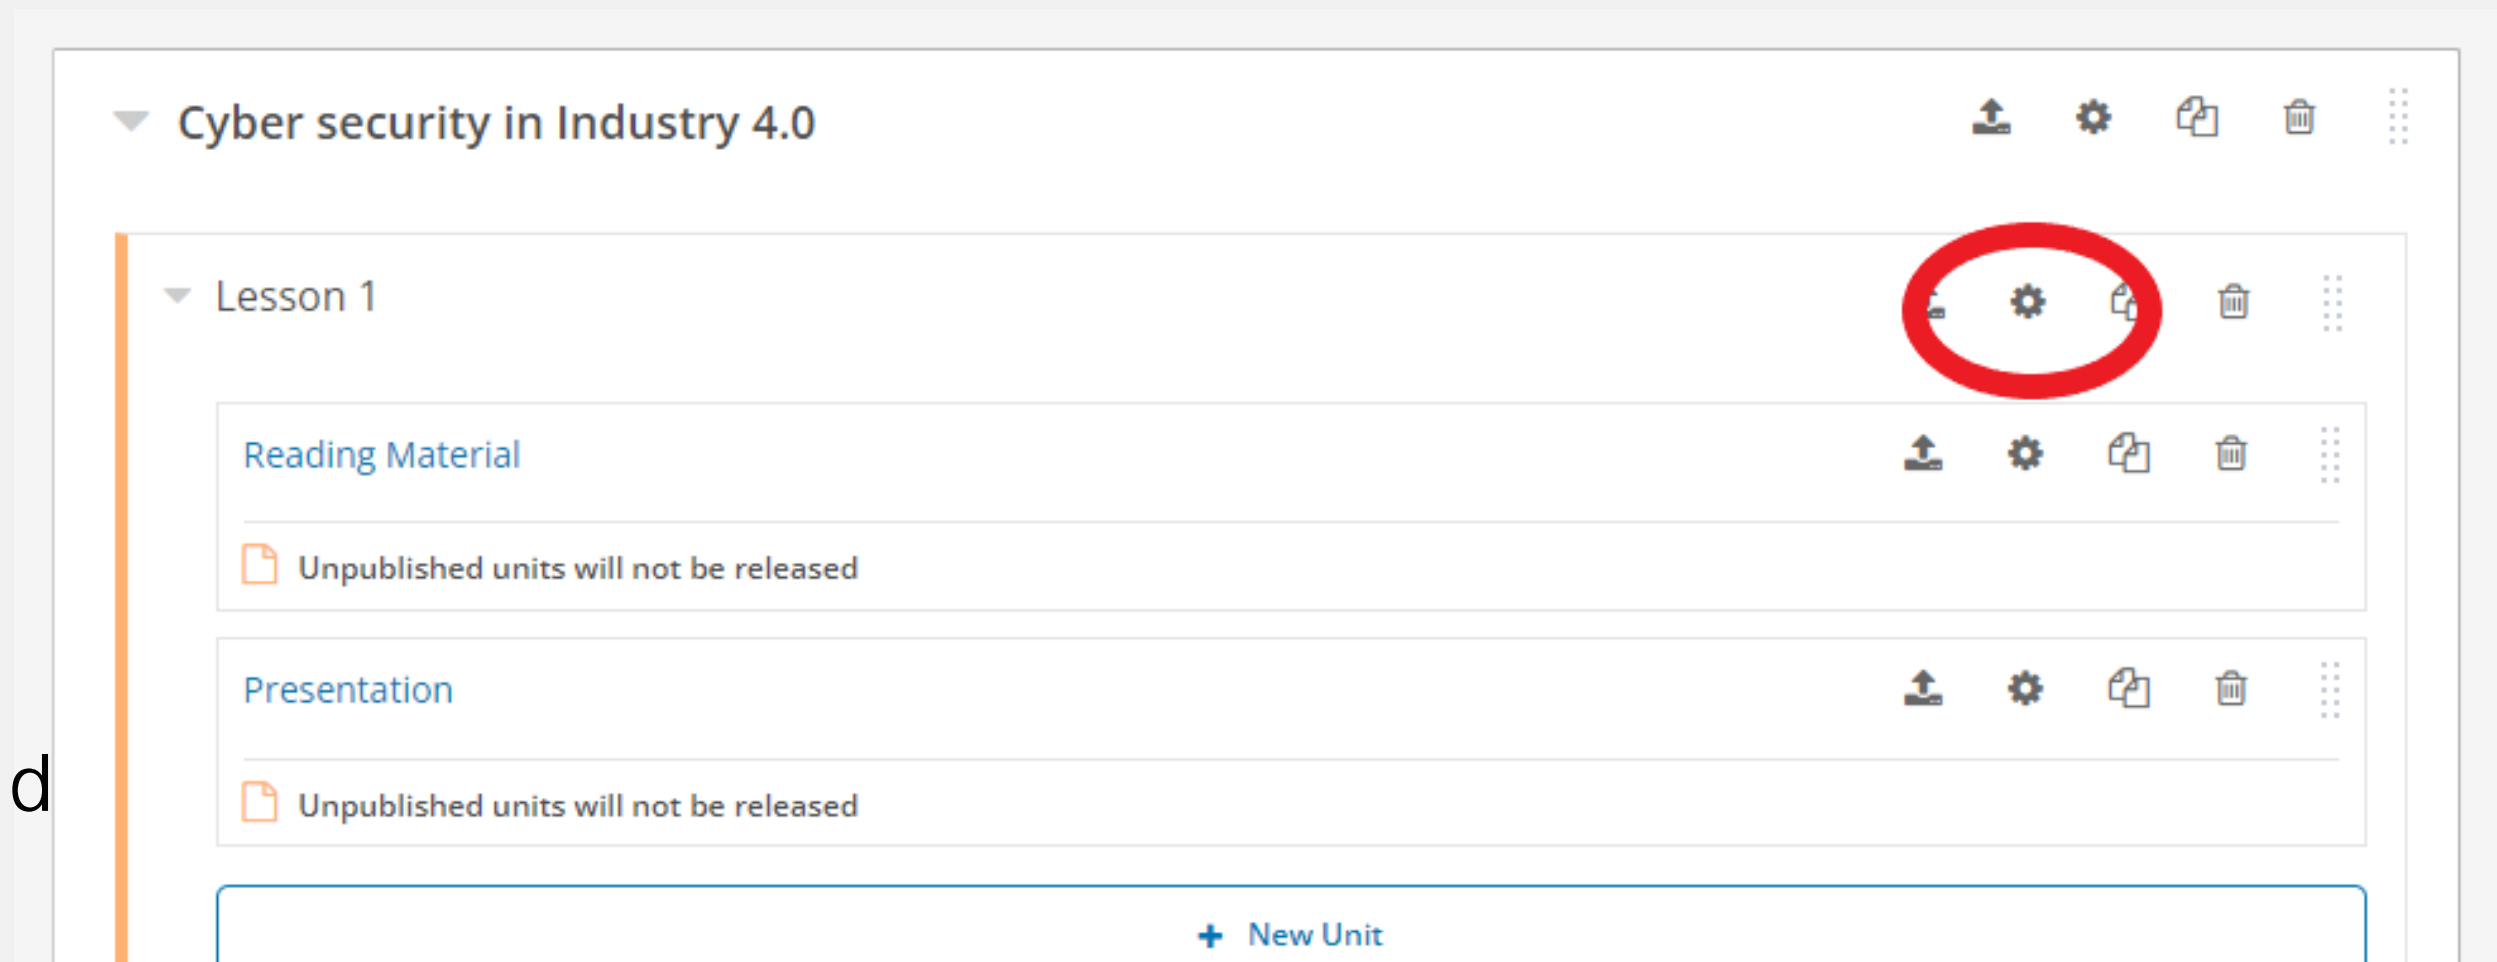 Cyber security in Industry 4.0
Lesson 1
Reading Material
Unpublished units will not be released
Presentation
d
Unpublished units will not be released
+ New Unit